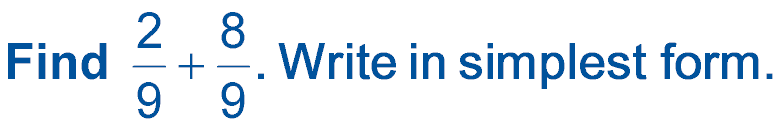 Find 2/9 + 8/9. Write in simplest form.